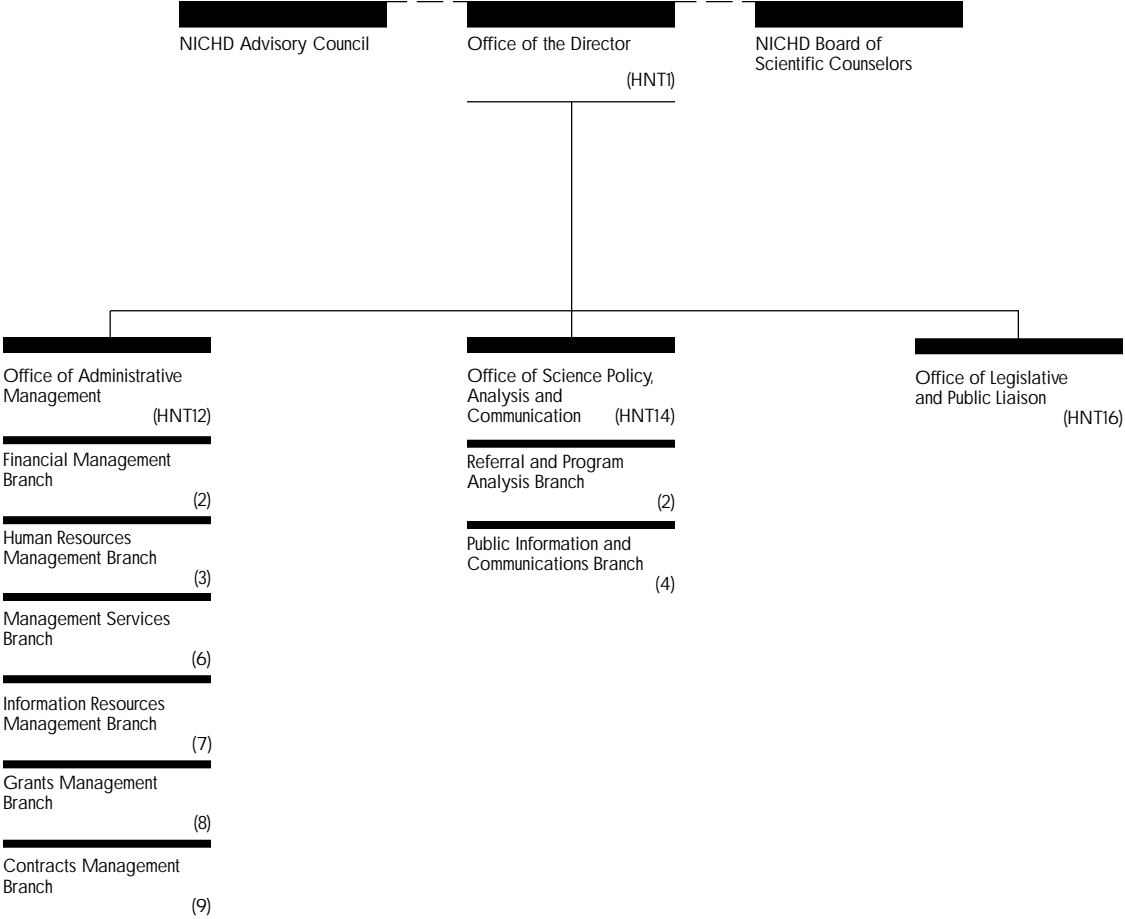 NICHD Advisory Council
Office of the Director
(HNT1)
NICHD Board of
Scientific Counselors
Office of Administrative
Management
(HNT12)
Financial Management
Branch
(2)
Human Resources
Management Branch
(3)
Management Services
Branch
(6)
Information Resources
Management Branch
(7)
Grants Management
Branch
(8)
Contracts Management
Branch
(9)
Office of Science Policy,
Analysis and
Communication (HNT14)
Referral and Program
Analysis Branch
(2)
Public Information and
Communications Branch
(4)
Office of Legislative
and Public Liaison
(HNT16)